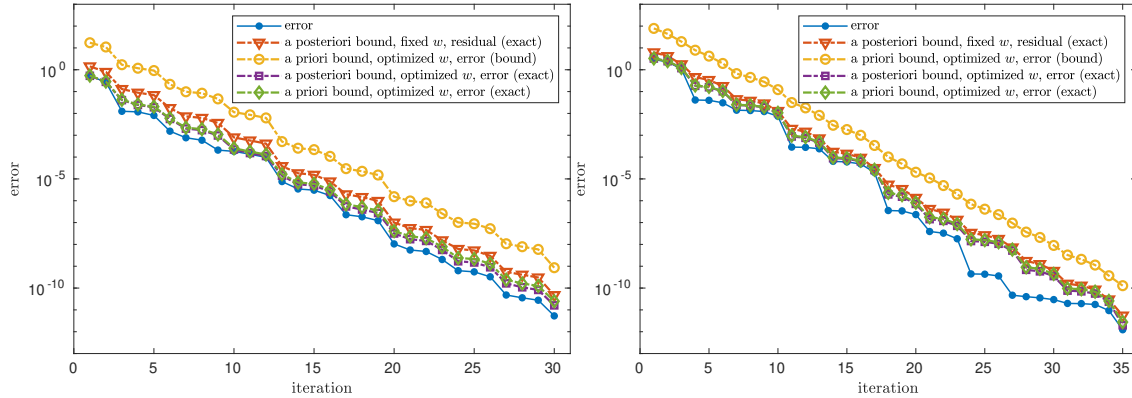 error
a posteriori bound, fixed w, residual (exact)
a priori bound, optimized w, error (bound)
a posteriori bound, optimized w, error (exact)
a priori bound, optimized w, error (exact)
10^0
10^-5
10^-10
error
0 5 10 15 20 25 30
iteration
error
a posteriori bound, fixed w, residual (exact)
a priori bound, optimized w, error (bound)
a posteriori bound, optimized w, error (exact)
a priori bound, optimized w, error (exact)
10^0
10^-5
10^-10
error
0 5 10 15 20 25 30 35
iteration